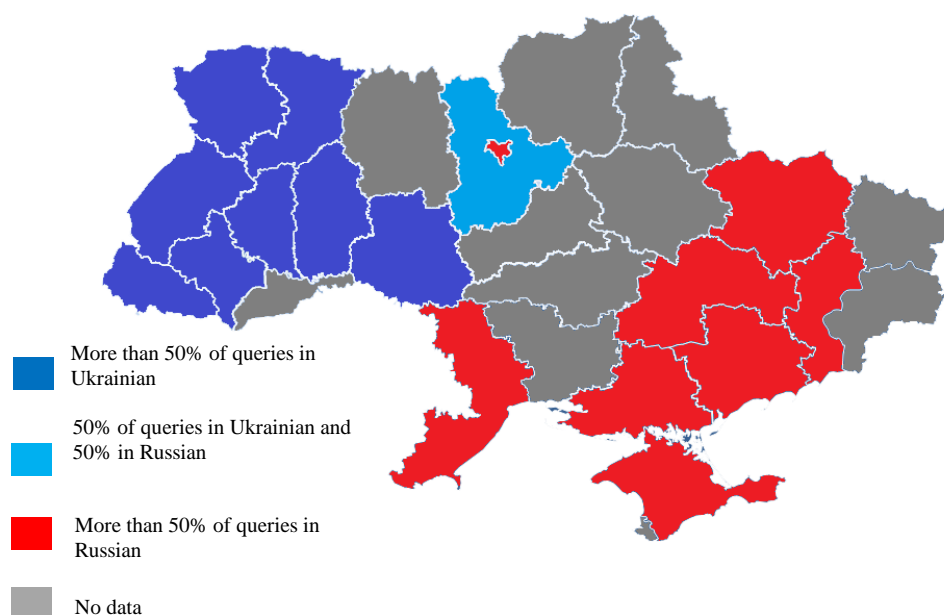 More than 50% of queries in
Ukrainian
50% of queries in Ukrainian and
50% in Russian
More than 50% of queries in
Russian
No data